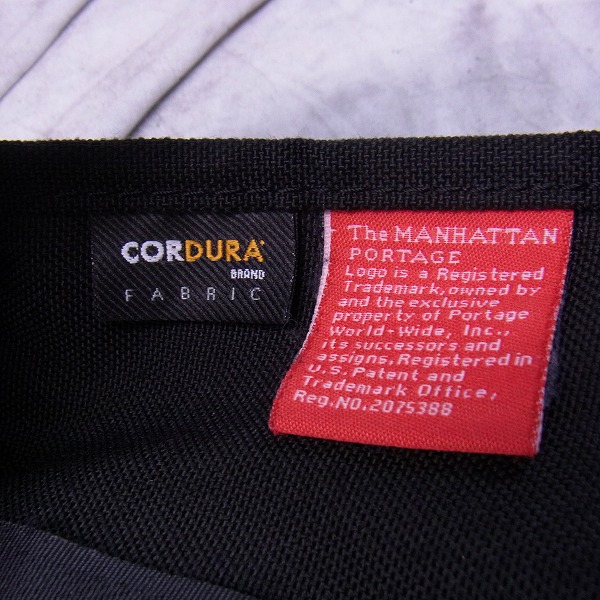 CORDURA®
BRAND
FABRIC
The MANHATTAN
PORTAGE
Logo is a Registered
Trademark, owned by
and the exclusive
property of Portage
World-Wide, Inc.,
its successors and
assigns, Registered in
U.S. Patent and
Trademark Office,
Reg.NO.2075388